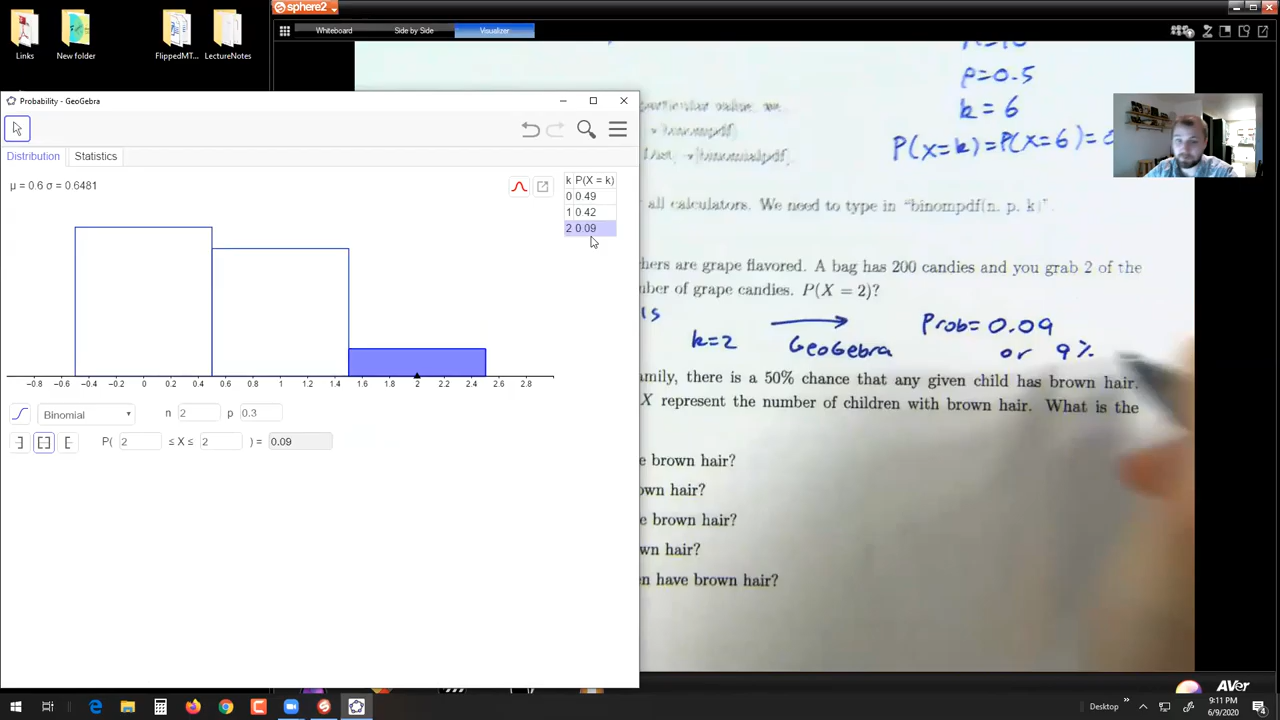 sphere2
Whiteboard
Side by Side
Visualizer
Links
New folder
FlippedMT...
LectureNotes
Probability - GeoGebra
Distribution
Statistics
μ = 0.6 σ = 0.6481
k P(X = k)
0 0.49
1 0.42
2 0.09
-0.8 -0.6 -0.4 -0.2 0 0.2 0.4 0.6 0.8 1 1.2 1.4 1.6 1.8 2 2.2 2.4 2.6 2.8
Binomial
n 2 p 0.3
P( 2 ≤ X ≤ 2 ) = 0.09
p=0.5
k=6
P(X=k)=P(X=6)=0
particular value, use
all calculators. We need to type in "binompdf(n, p, k)".
are grape flavored. A bag has 200 candies and you grab 2 of the
of grape candies. P(X = 2)?
k=2 → GeoGebra
Prob=0.09
or 9%
there is a 50% chance that any given child has brown hair.
X represent the number of children with brown hair. What is the
brown hair?
hair?
brown hair?
hair?
have brown hair?
AVer
Desktop
9:11 PM
6/9/2020
4